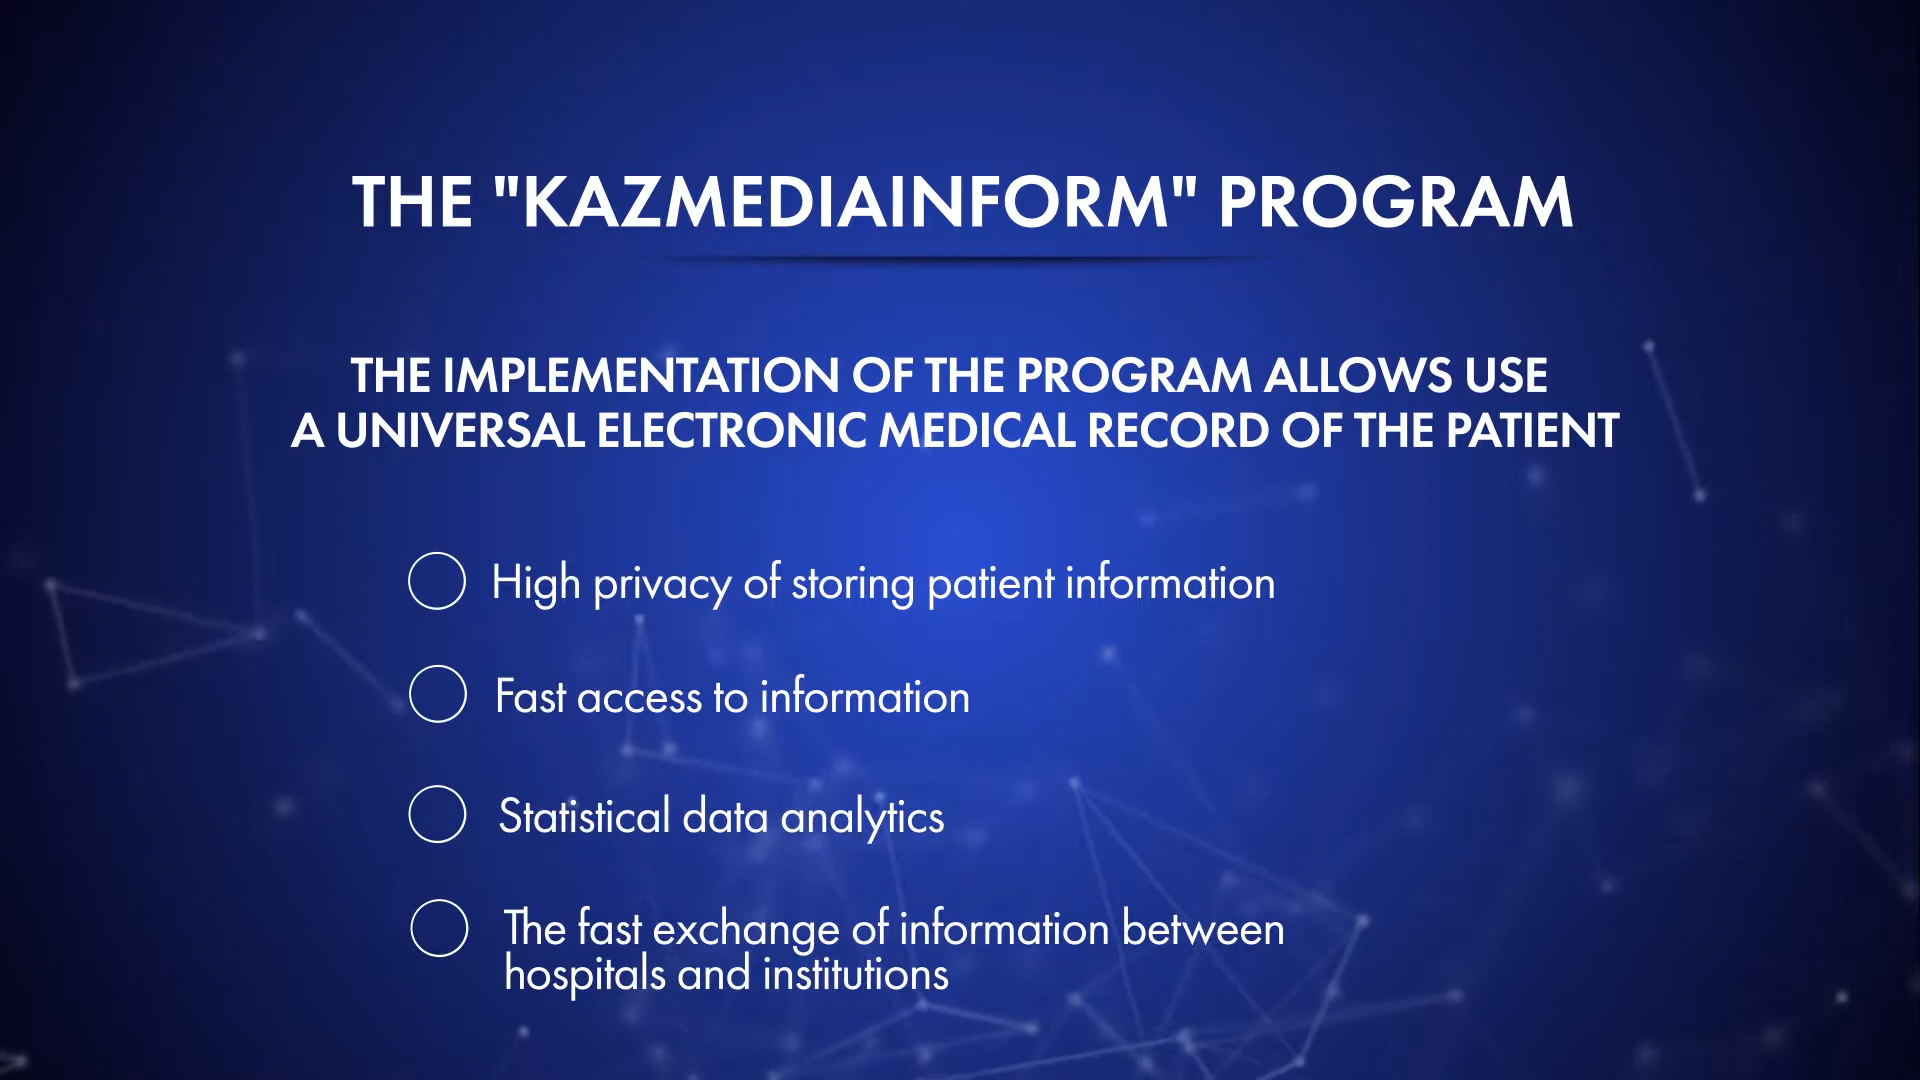 THE "KAZMEDIAINFORM" PROGRAM
THE IMPLEMENTATION OF THE PROGRAM ALLOWS USE
A UNIVERSAL ELECTRONIC MEDICAL RECORD OF THE PATIENT
High privacy of storing patient information
Fast access to information
Statistical data analytics
The fast exchange of information between
hospitals and institutions